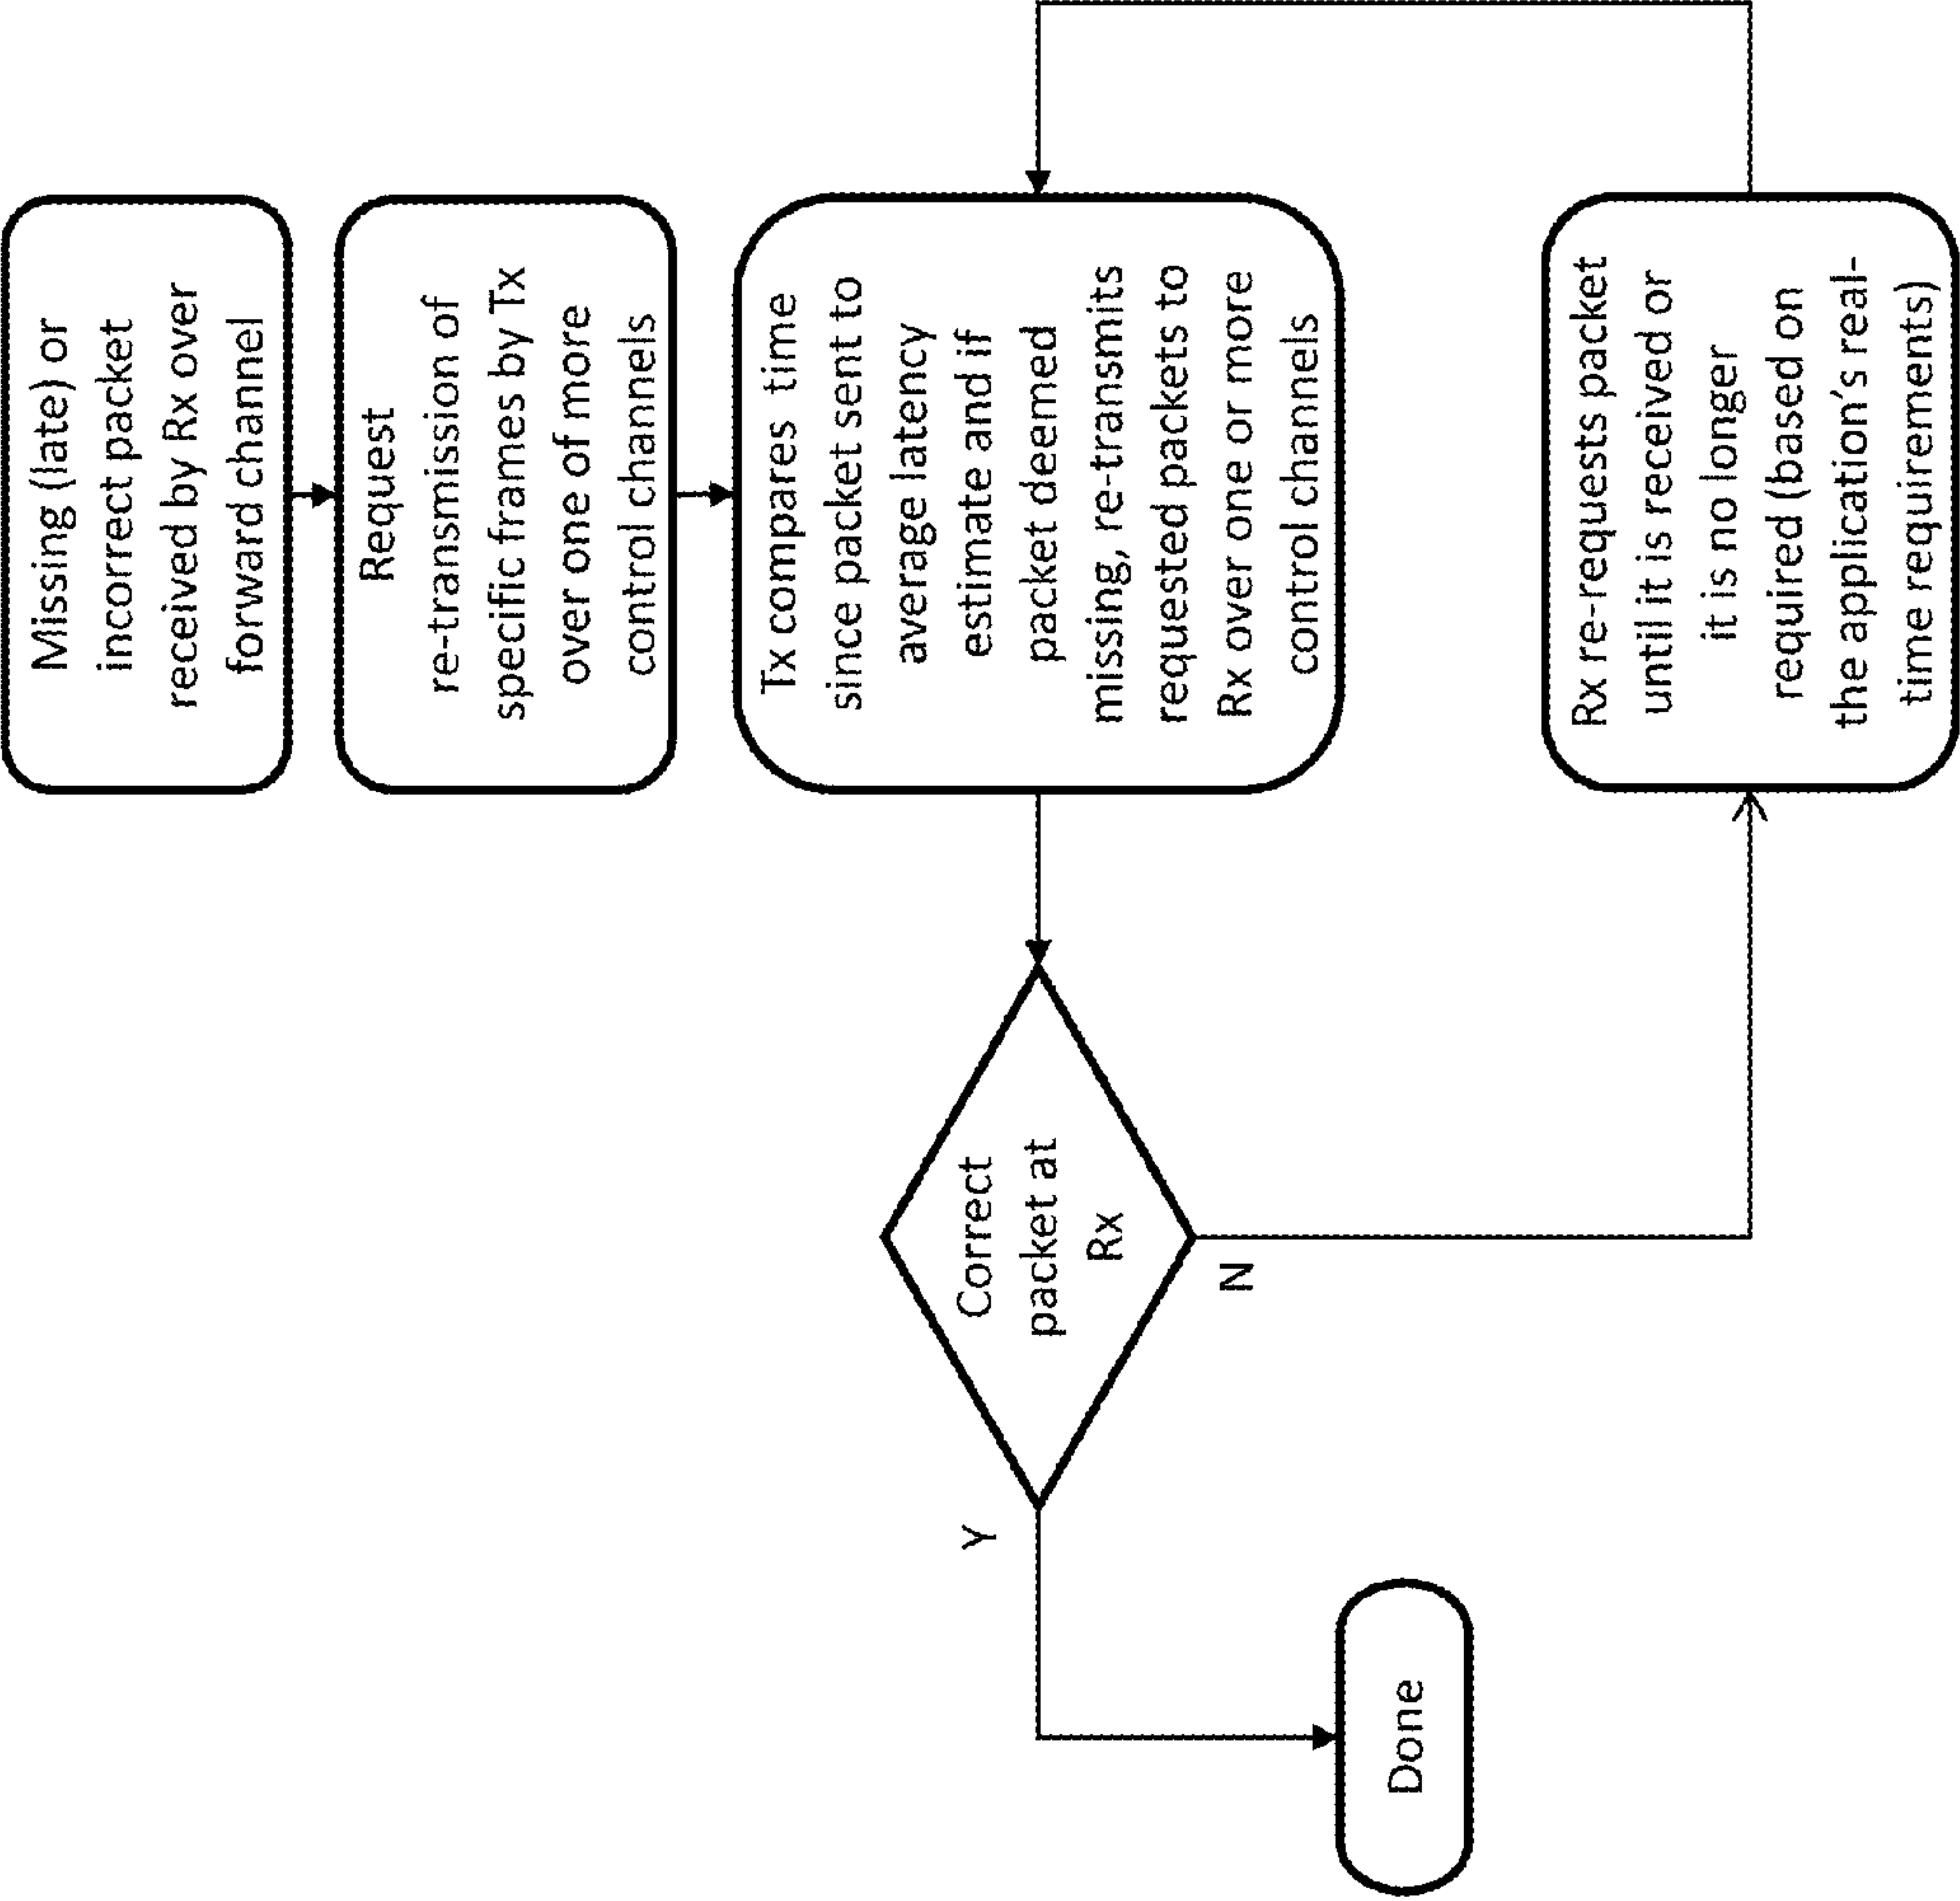 Missing (late) or
incorrect packet
received by Rx over
forward channel
Request
re-transmission of
specific frames by Tx
over one of more
control channels
Tx compares time
since packet sent to
average latency
estimate and if
packet deemed
missing, re-transmits
requested packets to
Rx over one or more
control channels
Correct
packet at
Rx
Y
N
Done
Rx re-requests packet
until it is received or
it is no longer
required (based on
the application's real-
time requirements)